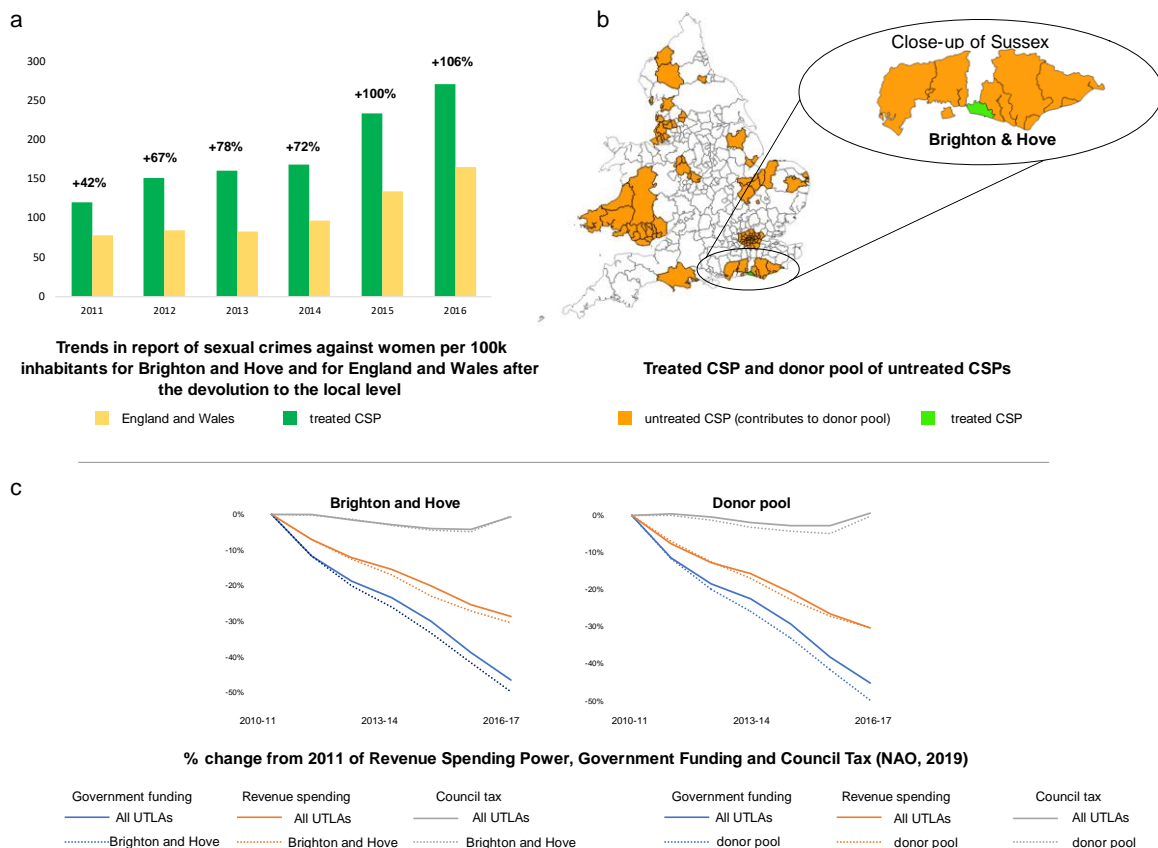 a
300
250
200
150
100
50
0
+42%
+67%
+78%
+72%
+100%
+106%
2011
2012
2013
2014
2015
2016
Trends in report of sexual crimes against women per 100k
inhabitants for Brighton and Hove and for England and Wales after
the devolution to the local level
England and Wales
treated CSP
b
Close-up of Sussex
Brighton & Hove
Treated CSP and donor pool of untreated CSPs
untreated CSP (contributes to donor pool)
treated CSP
c
Brighton and Hove
0%
-10%
-20%
-30%
-40%
-50%
2010-11
2013-14
2016-17
Donor pool
0%
-10%
-20%
-30%
-40%
-50%
2010-11
2013-14
2016-17
% change from 2011 of Revenue Spending Power, Government Funding and Council Tax (NAO, 2019)
Government funding
Revenue spending
Council tax
All UTLAs
All UTLAs
All UTLAs
Brighton and Hove
Brighton and Hove
Brighton and Hove
Government funding
Revenue spending
Council tax
All UTLAs
All UTLAs
All UTLAs
donor pool
donor pool
donor pool